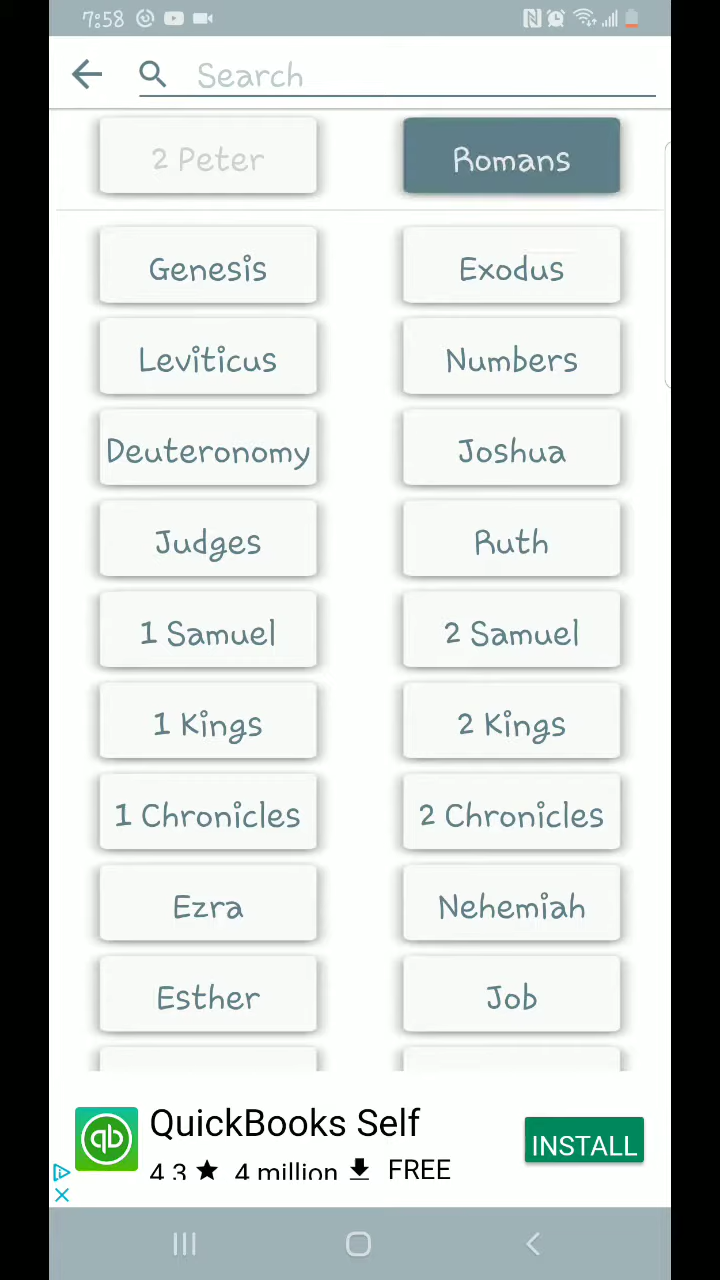 7:58
Search
2 Peter Romans
Genesis Exodus
Leviticus Numbers
Deuteronomy Joshua
Judges Ruth
1 Samuel 2 Samuel
1 Kings 2 Kings
1 Chronicles 2 Chronicles
Ezra Nehemiah
Esther Job
QuickBooks Self
4.3 ★ 4 million FREE
INSTALL
qb